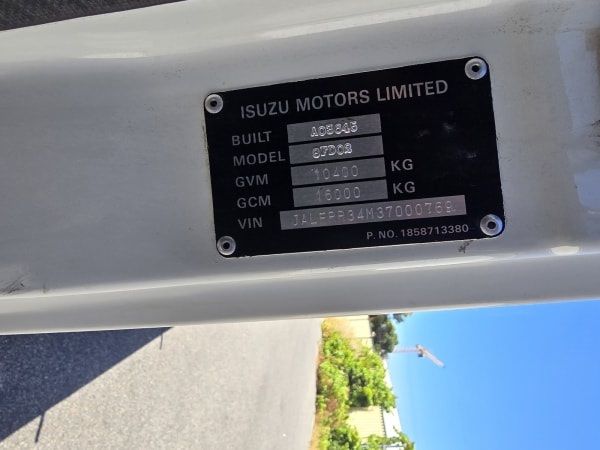 ISUZU MOTORS LIMITED
BUILT
MODEL
GVM 10400 KG
GCM 16000 KG
VIN
P. NO. 1858713380